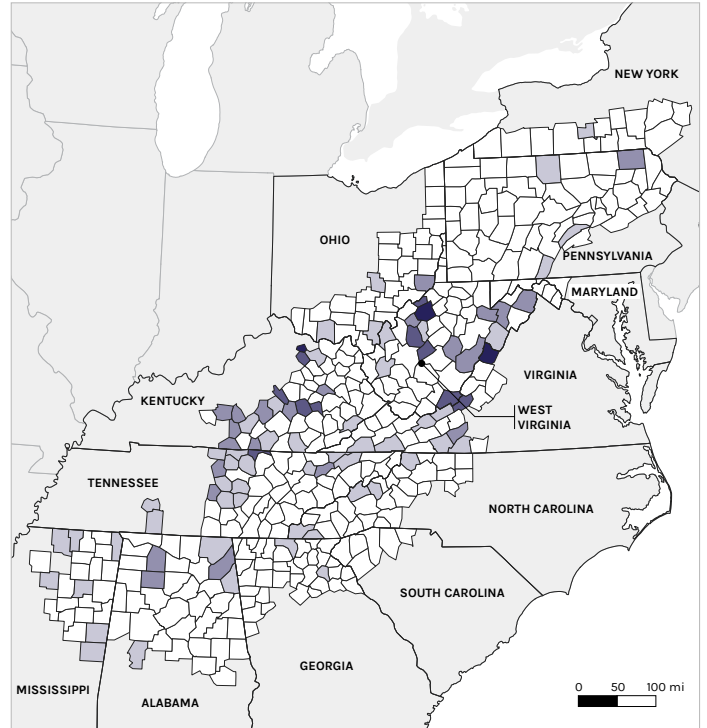 NEW YORK
OHIO
PENNSYLVANIA
MARYLAND
VIRGINIA
KENTUCKY
WEST
VIRGINIA
TENNESSEE
NORTH CAROLINA
SOUTH CAROLINA
GEORGIA
MISSISSIPPI
ALABAMA
0 50 100 mi